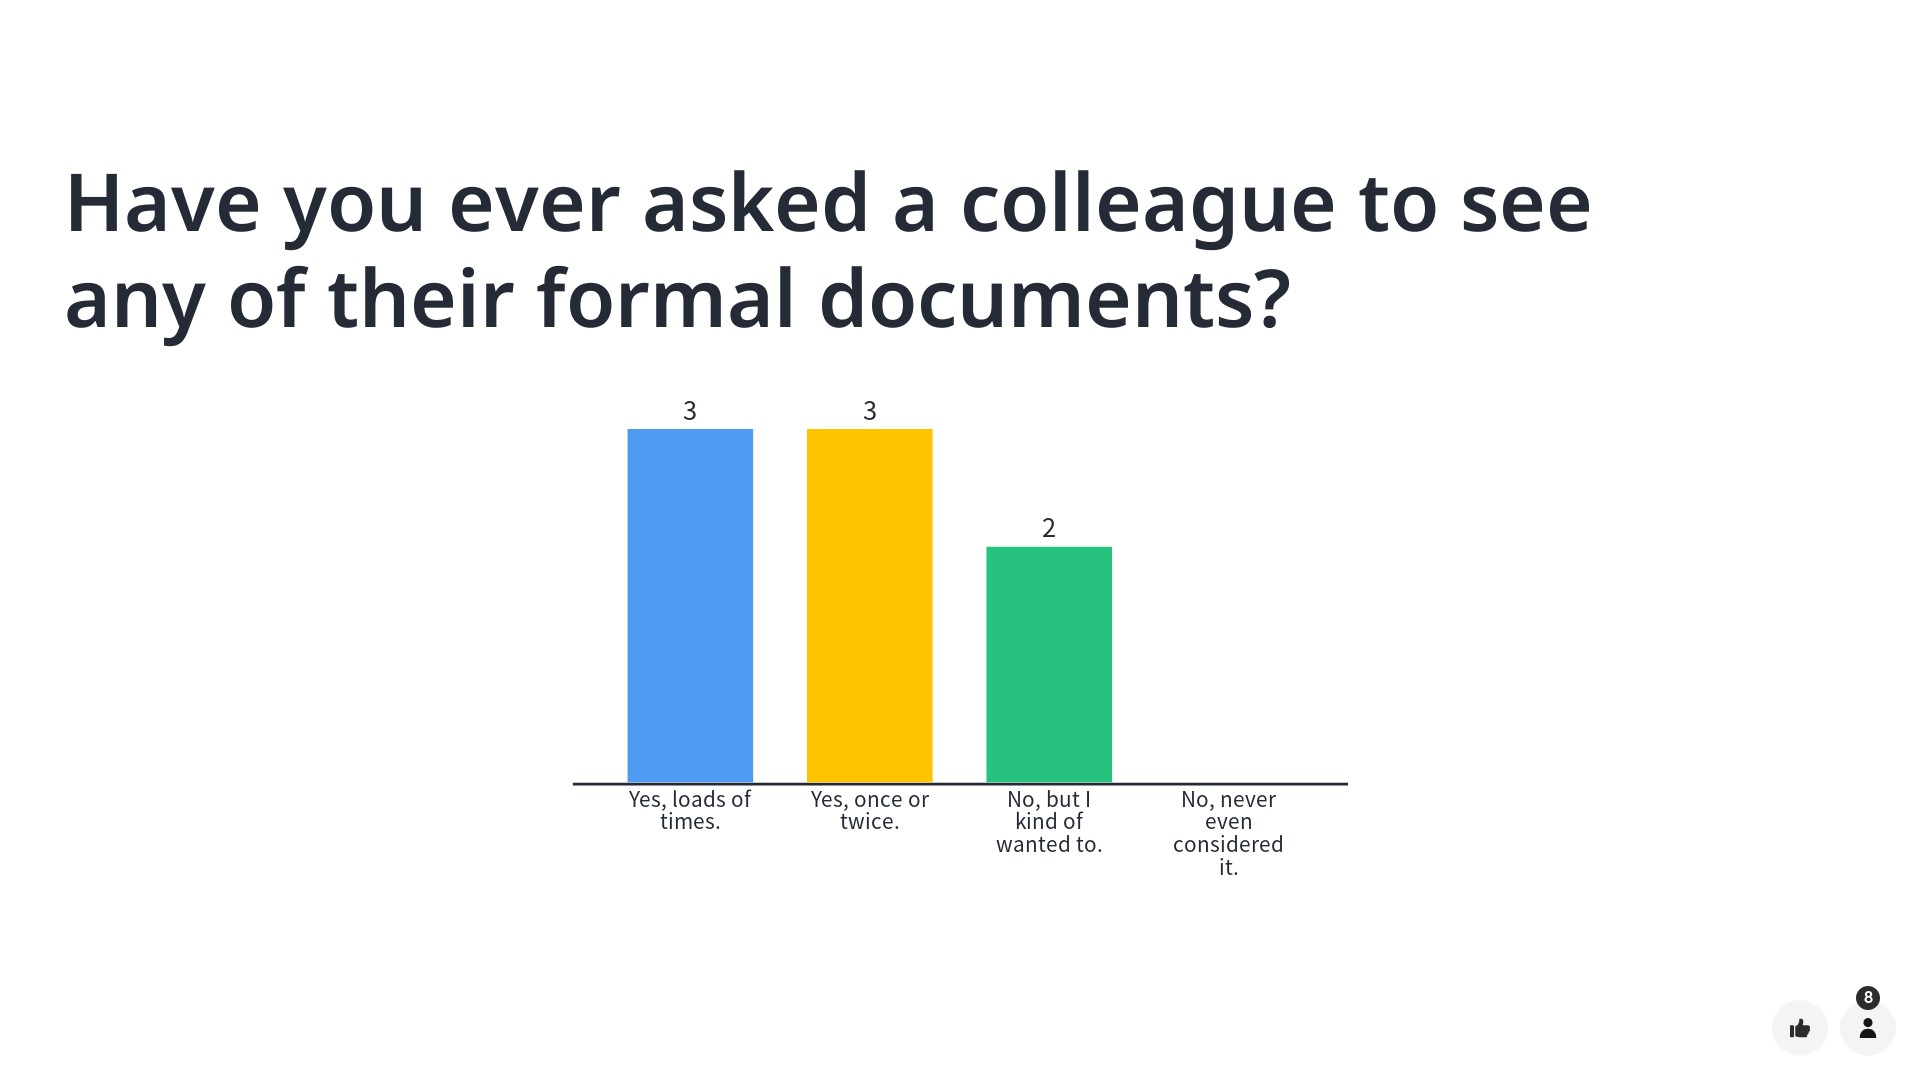 Have you ever asked a colleague to see
any of their formal documents?
3
3
2
Yes, loads of
times.
Yes, once or
twice.
No, but I
kind of
wanted to.
No, never
even
considered
it.
8